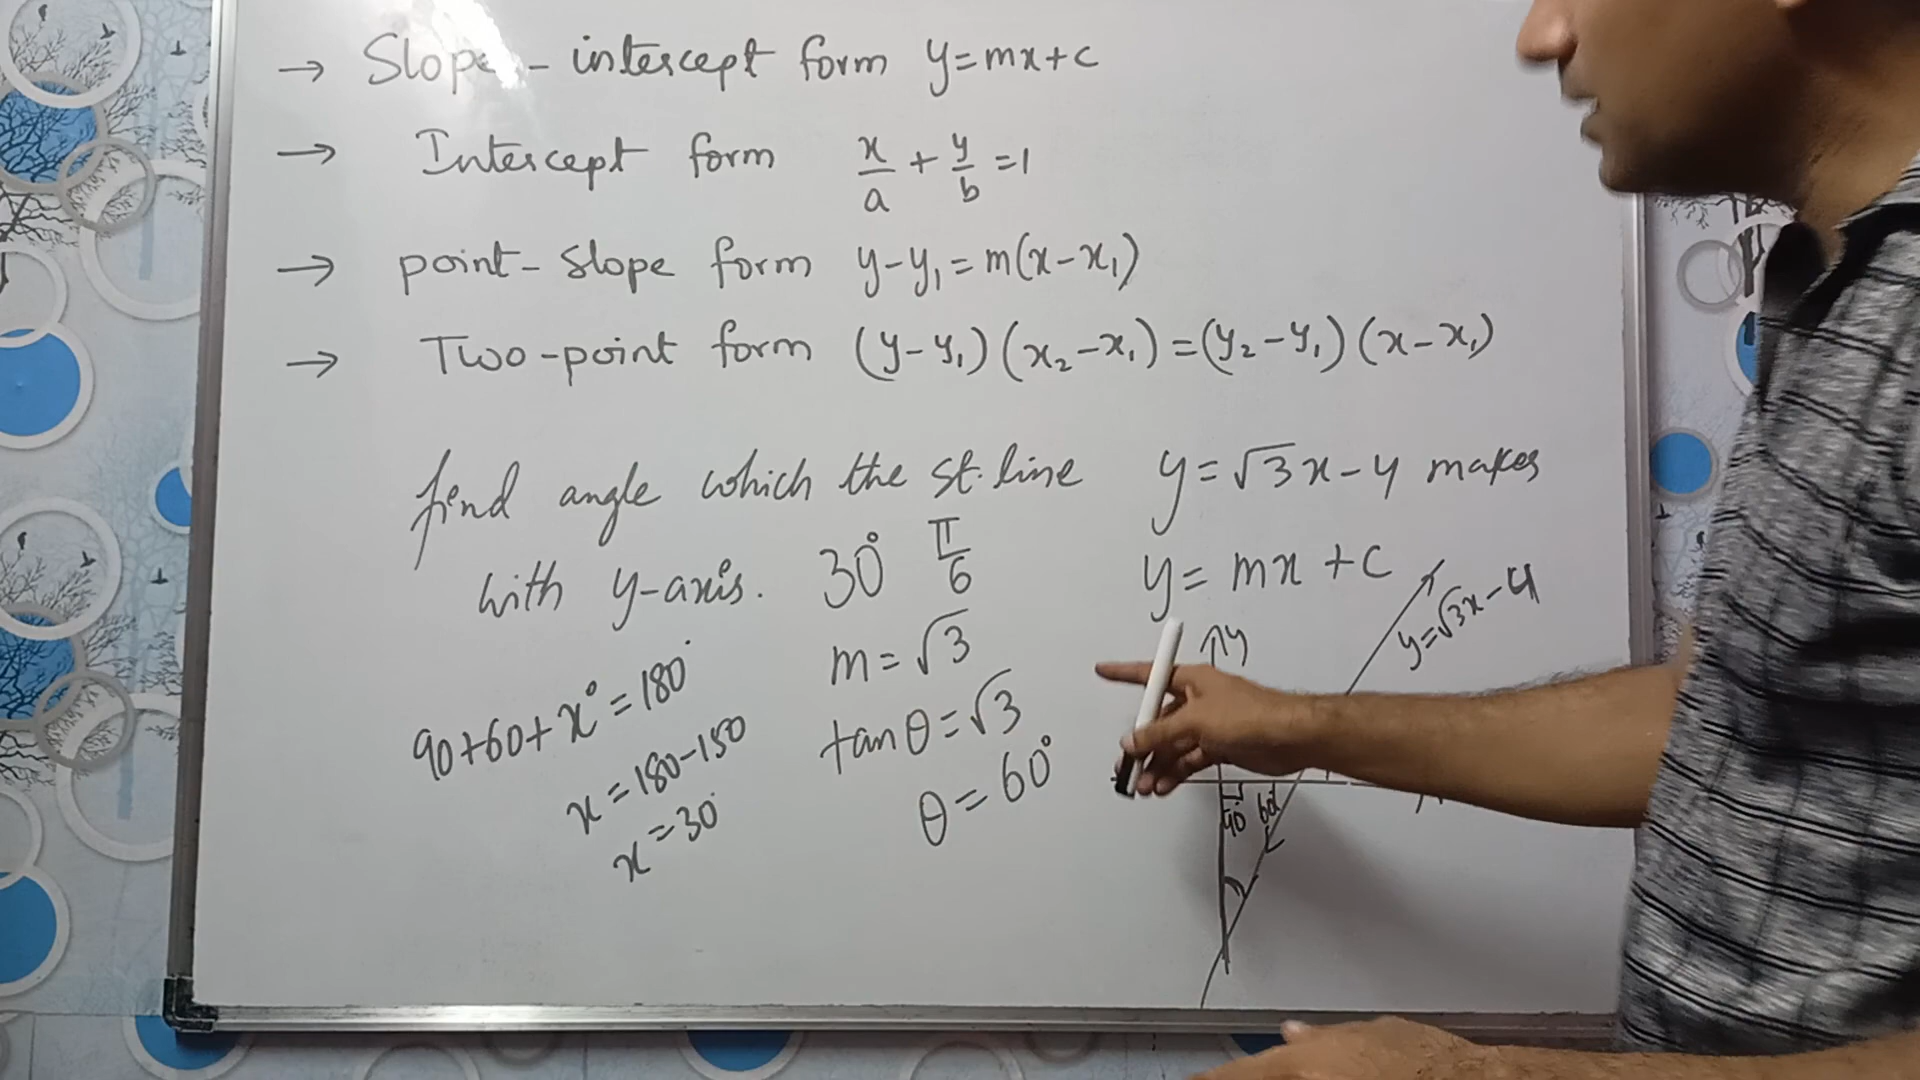 → Slope - intercept form y=mx+c
→ Intercept form x/a + y/b =1
→ point-slope form y-y₁=m(x-x₁)
→ Two-point form (y-y₁)(x₂-x₁)=(y₂-y₁)(x-x₁)
find angle which the st. line y=√3x-4 makes
with y-axis. 30° π/6
y= mx +c
m=√3
tanθ=√3
θ=60°
90+60+x°=180°
x=180-150
x=30°
y
y=√3x-4
90 60